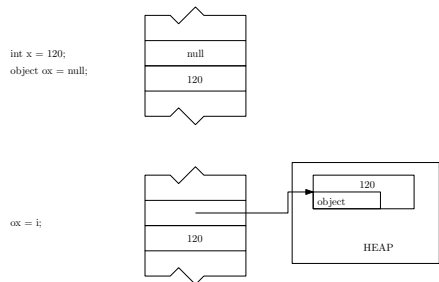 int x = 120;
object ox = null;
null
120
ox = i;
120
120
object
HEAP